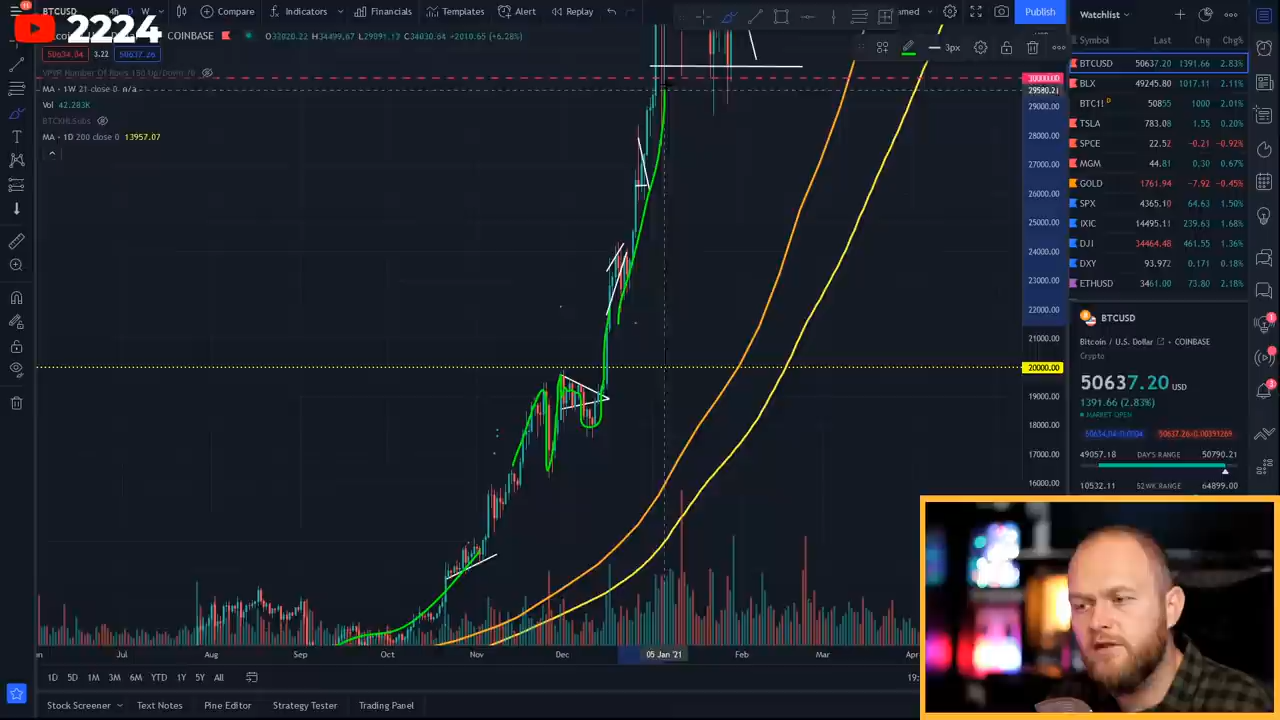 BTCUSD 4h D W Compare Indicators Financials Templates Alert Replay Publish
2224
COINBASE O33020.22 H34499.67 L29091.13 C34030.64 +2010.65 (+6.28%)
50634.04 3.22 50637.26
MA · 1W 21 close 0 n/a
Vol 42.283K
BTCXHLSobs
MA · 1D 200 close 0 13957.07
3px
30000.00
29580.21
29000.00
28000.00
27000.00
26000.00
25000.00
24000.00
23000.00
22000.00
21000.00
20000.00
19000.00
18000.00
17000.00
16000.00
Jul Aug Sep Oct Nov Dec 05 Jan '21 Feb Mar
1D 5D 1M 3M 6M YTD 1Y 5Y All
Stock Screener Text Notes Pine Editor Strategy Tester Trading Panel
Watchlist
Symbol Last Chg Chg%
BTCUSD 50637.20 1391.66 2.83%
BLX 49245.80 1017.11 2.11%
BTC1! D 50855 1000 2.01%
TSLA 783.08 1.55 0.20%
SPCE 22.52 -0.21 -0.92%
MGM 44.81 0.30 0.67%
GOLD 1761.94 -7.92 -0.45%
SPX 4365.10 64.63 1.50%
IXIC 14495.11 239.63 1.68%
DJI 34464.48 461.55 1.36%
DXY 93.972 0.171 0.18%
ETHUSD 3461.00 73.80 2.18%
BTCUSD
Bitcoin / U.S. Dollar • COINBASE
Crypto
50637.20 USD
1391.66 (2.83%)
MARKET OPEN
49057.18 DAY'S RANGE 50790.21
10532.11 52WK RANGE 64899.00